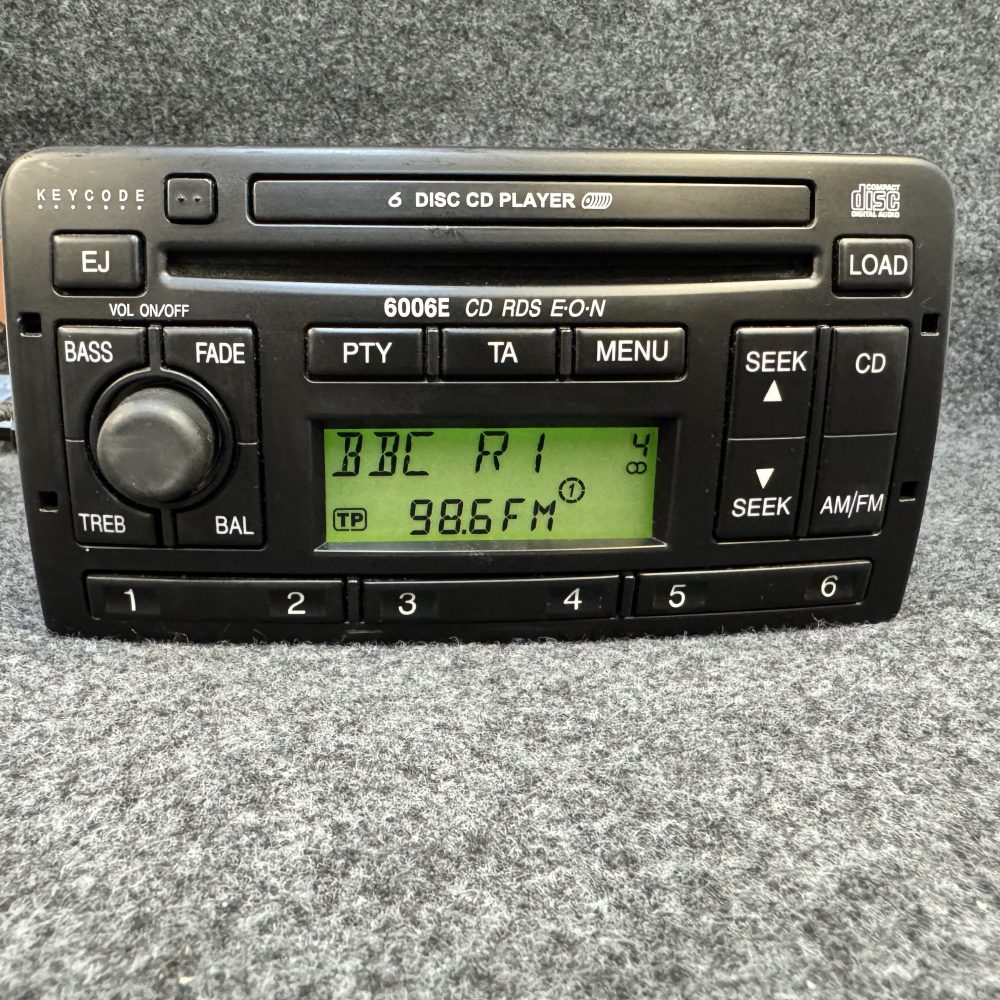 KEYCODE
6 DISC CD PLAYER
COMPACT
disc
DIGITAL AUDIO
EJ
LOAD
VOL ON/OFF
6006E CD RDS E·O·N
BASS FADE
PTY TA MENU
SEEK ▲ CD
BBC R1 4
TP 98.6FM 1
▼ SEEK AM/FM
TREB BAL
1 2 3 4 5 6